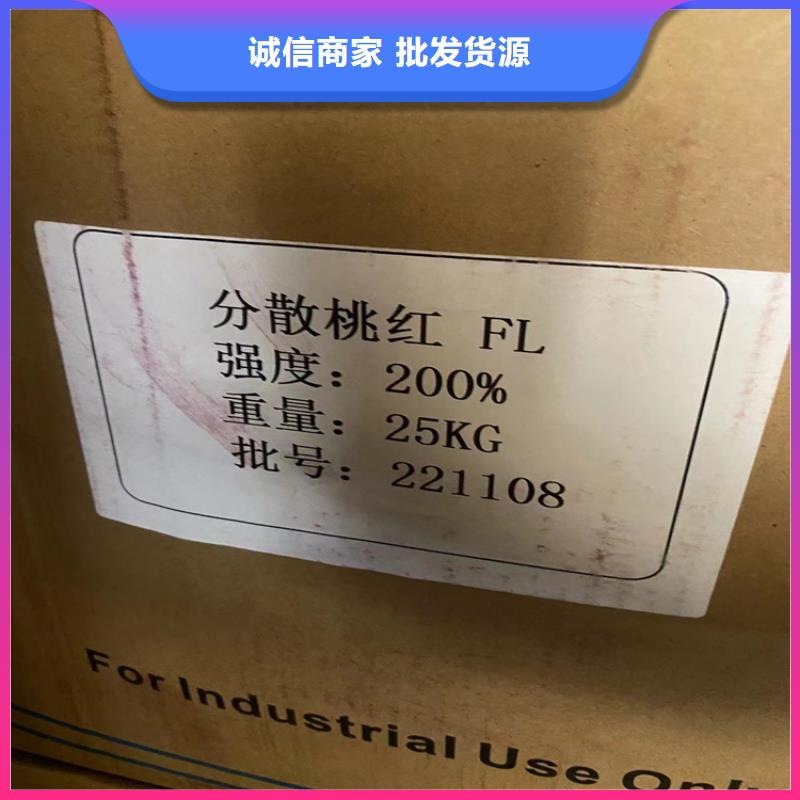 诚信商家 批发货源
分散桃红 FL
强度：200%
重量：25KG
批号：221108
For Industrial Use Only